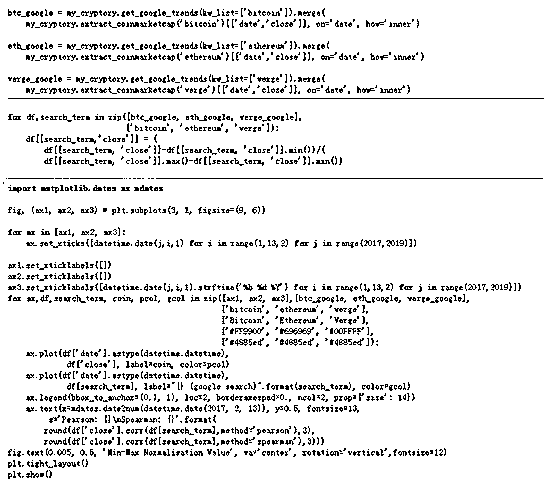 btc_google = my_cryptory.get_google_trends(kw_list=['bitcoin']).merge(
my_cryptory.extract_coinmarketcap('bitcoin')[['date','close']], on='date', how='inner')
eth_google = my_cryptory.get_google_trends(kw_list=['ethereum']).merge(
my_cryptory.extract_coinmarketcap('ethereum')[['date','close']], on='date', how='inner')
verge_google = my_cryptory.get_google_trends(kw_list=['verge']).merge(
my_cryptory.extract_coinmarketcap('verge')[['date','close']], on='date', how='inner')
for df,search_term in zip([btc_google, eth_google, verge_google],
['bitcoin', 'ethereum', 'verge']):
df[[search_term,'close']] = (
df[[search_term, 'close']]-df[[search_term, 'close']].min())/(
df[[search_term, 'close']].max()-df[[search_term, 'close']].min())
import matplotlib.dates as mdates
fig, (ax1, ax2, ax3) = plt.subplots(3, 1, figsize=(9, 6))
for ax in [ax1, ax2, ax3]:
ax.set_xticks([datetime.date(j,i,1) for i in range(1,13,2) for j in range(2017,2019)])
ax1.set_xticklabels([])
ax2.set_xticklabels([])
ax3.set_xticklabels([datetime.date(j,i,1).strftime('%b %d %Y') for i in range(1,13,2) for j in range(2017,2019)])
for ax,df,search_term, coin, pcol, gcol in zip([ax1, ax2, ax3],[btc_google, eth_google, verge_google],
['bitcoin', 'ethereum', 'verge'],
['Bitcoin', 'Ethereum', 'Verge'],
['#FF9900', '#696969', '#00FFFF'],
['#4885ed', '#4885ed', '#4885ed']):
ax.plot(df['date'].astype(datetime.datetime),
df['close'], label=coin, color=pcol)
ax.plot(df['date'].astype(datetime.datetime),
df[search_term], label="{} (google search)".format(search_term), color=gcol)
ax.legend(bbox_to_anchor=(0.1, 1), loc=2, borderaxespad=0., ncol=2, prop={'size': 14})
ax.text(x=mdates.date2num(datetime.date(2017, 2, 13)), y=0.5, fontsize=13,
s='Pearson: {}\nSpearman: {}'.format(
round(df['close'].corr(df[search_term],method='pearson'),3),
round(df['close'].corr(df[search_term],method='spearman'),3)))
fig.text(0.005, 0.5, 'Min-Max Normalisation Value', va='center', rotation='vertical',fontsize=12)
plt.tight_layout()
plt.show()